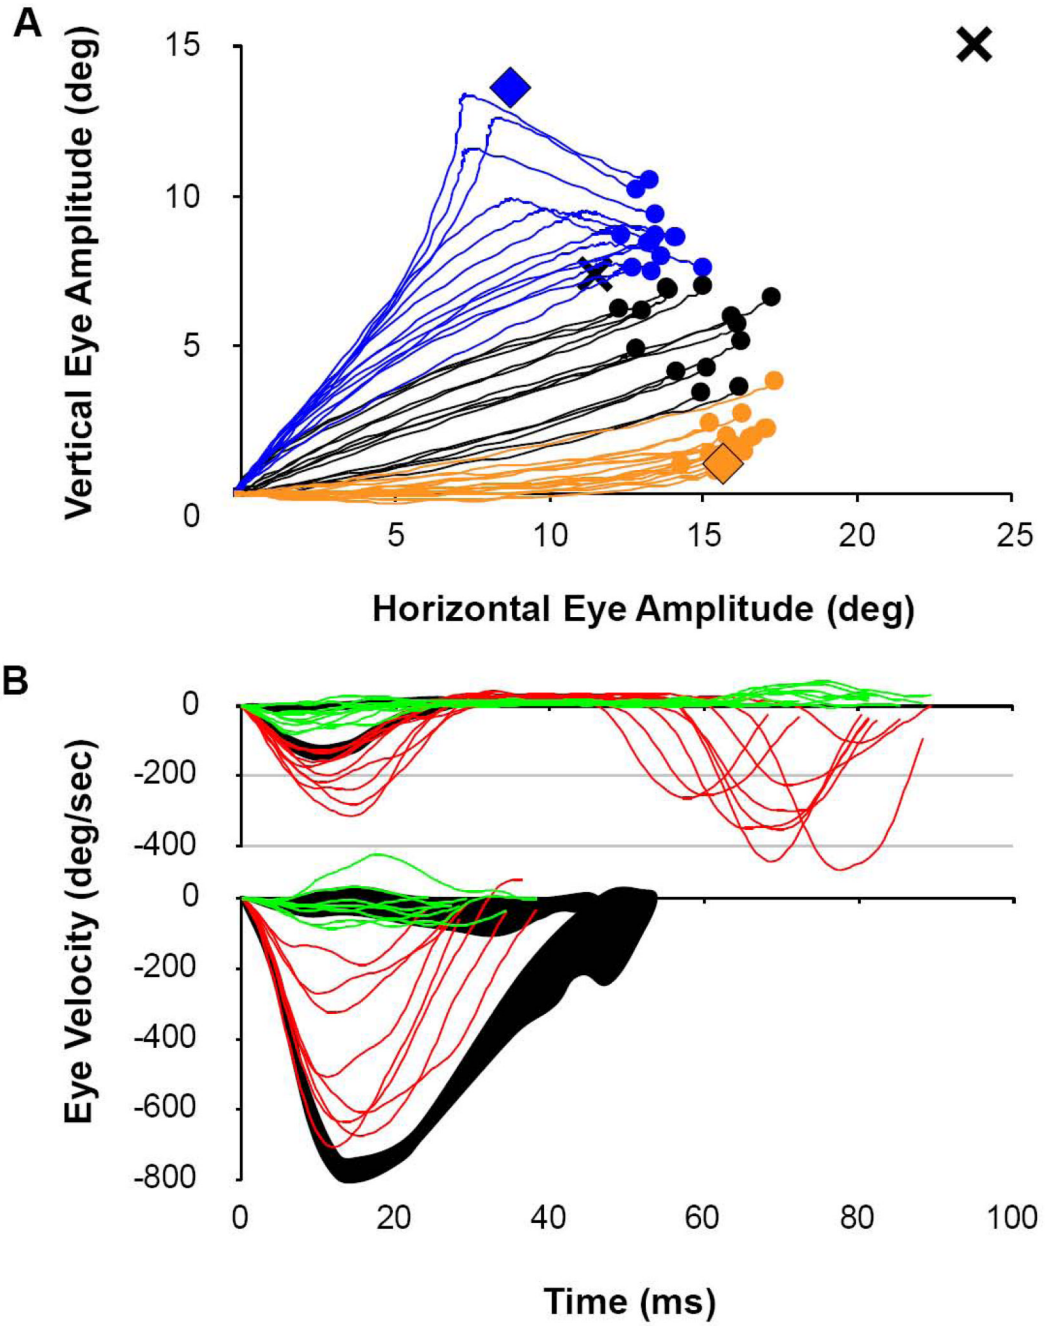 A
Vertical Eye Amplitude (deg)
15
10
5
0
5 10 15 20 25
Horizontal Eye Amplitude (deg)
B
Eye Velocity (deg/sec)
0
-200
-400
0
-200
-400
-600
-800
0 20 40 60 80 100
Time (ms)